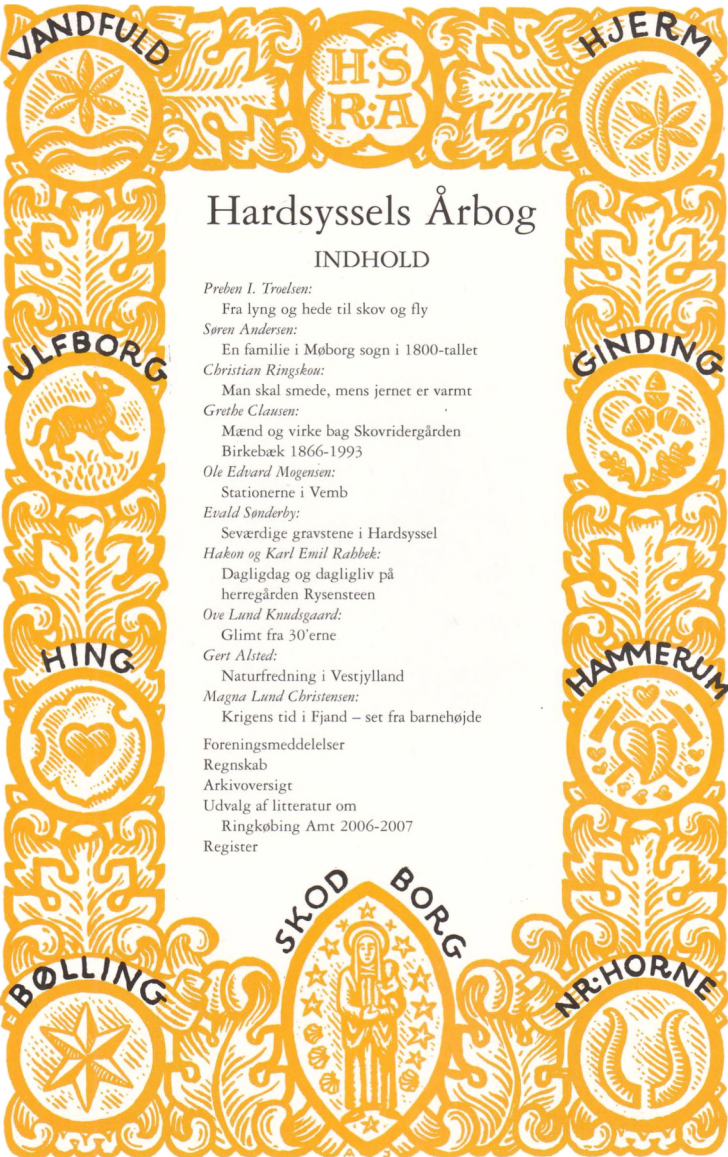 VANDFULD
H·S
R·A
HJERM
Hardsyssels Årbog
INDHOLD
Preben I. Troelsen:
Fra lyng og hede til skov og fly
Søren Andersen:
En familie i Møborg sogn i 1800-tallet
Christian Ringskou:
Man skal smede, mens jernet er varmt
Grethe Clausen:
Mænd og virke bag Skovridergården
Birkebæk 1866-1993
Ole Edvard Mogensen:
Stationerne i Vemb
Evald Sønderby:
Seværdige gravstene i Hardsyssel
Hakon og Karl Emil Rahbek:
Dagligdag og dagligliv på
herregården Rysensteen
Ove Lund Knudsgaard:
Glimt fra 30'erne
Gert Alsted:
Naturfredning i Vestjylland
Magna Lund Christensen:
Krigens tid i Fjand – set fra barnehøjde
Foreningsmeddelelser
Regnskab
Arkivoversigt
Udvalg af litteratur om
Ringkøbing Amt 2006-2007
Register
ULFBORG
GINDING
HING
HAMMERUM
SKODBORG
BØLLING
NR·HORNE
A J